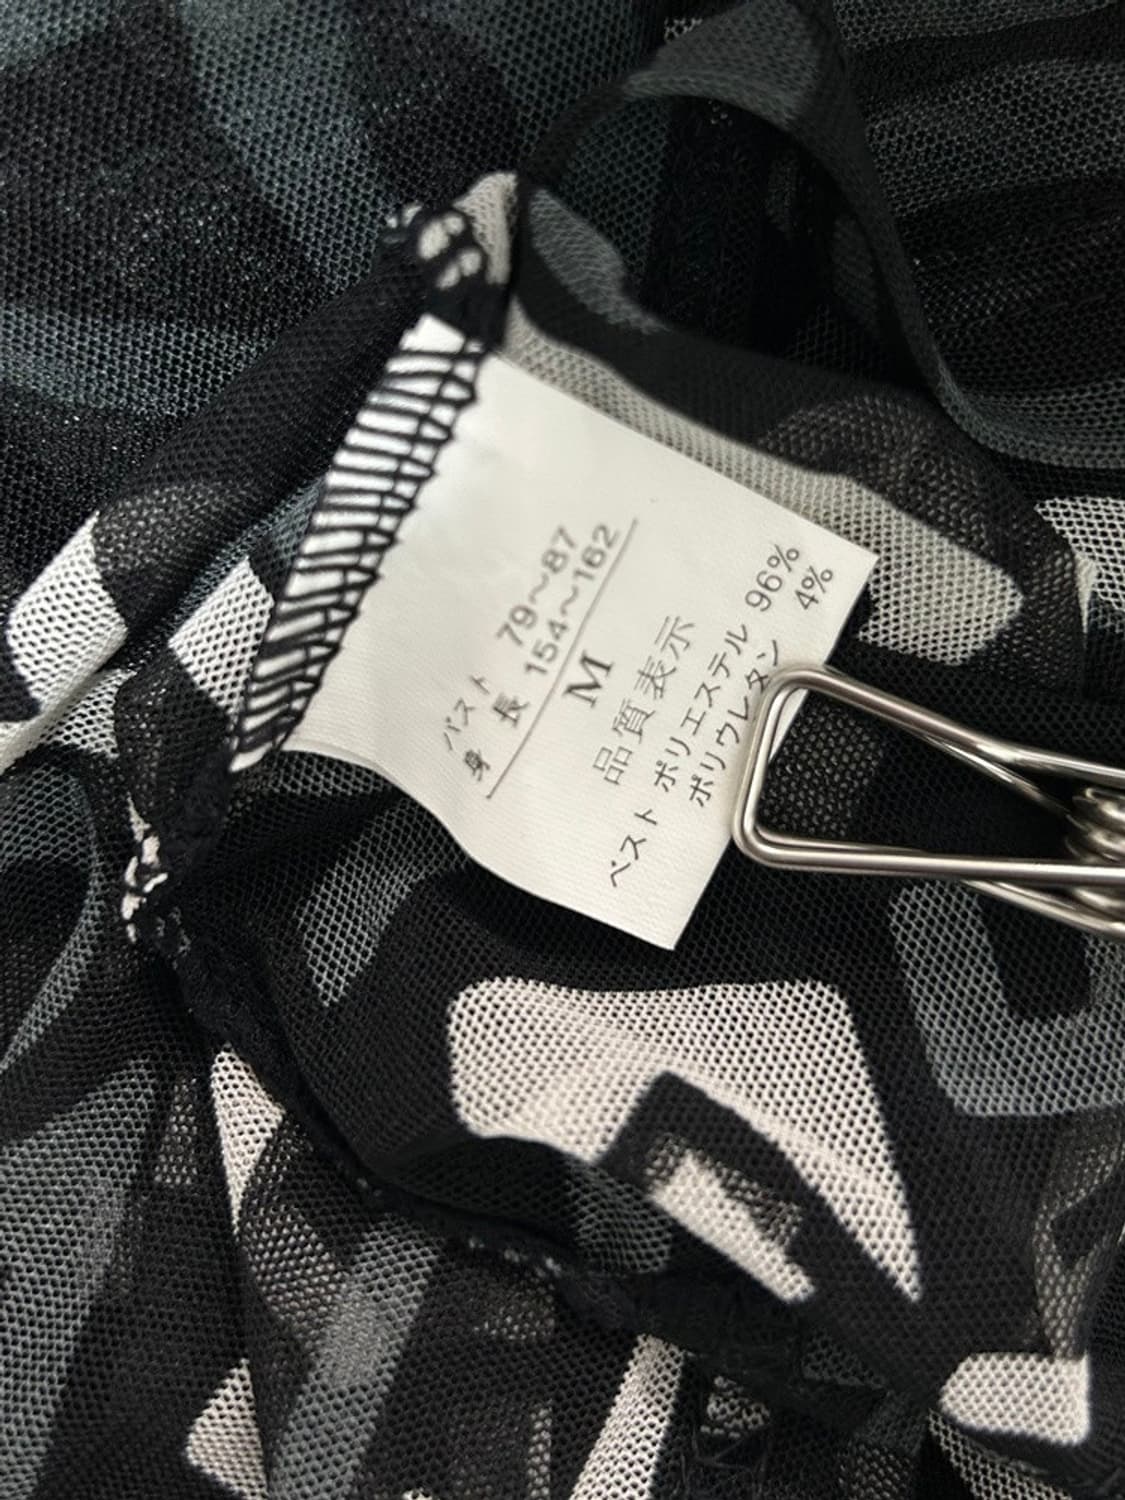 バスト 79～87
身長 154～162
M
品質表示
ベスト ポリエステル 96%
ポリウレタン 4%